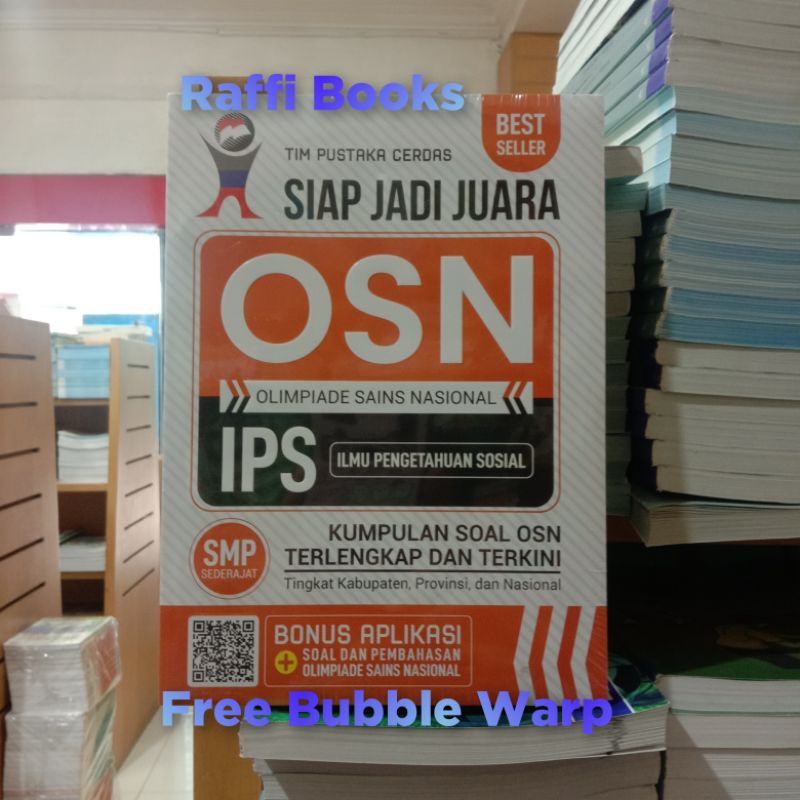 Raffi Books
BEST
SELLER
TIM PUSTAKA CERDAS
SIAP JADI JUARA
OSN
OLIMPIADE SAINS NASIONAL
IPS
ILMU PENGETAHUAN SOSIAL
SMP
SEDERAJAT
KUMPULAN SOAL OSN
TERLENGKAP DAN TERKINI
Tingkat Kabupaten, Provinsi, dan Nasional
BONUS APLIKASI
+ SOAL DAN PEMBAHASAN
OLIMPIADE SAINS NASIONAL
Free Bubble Warp